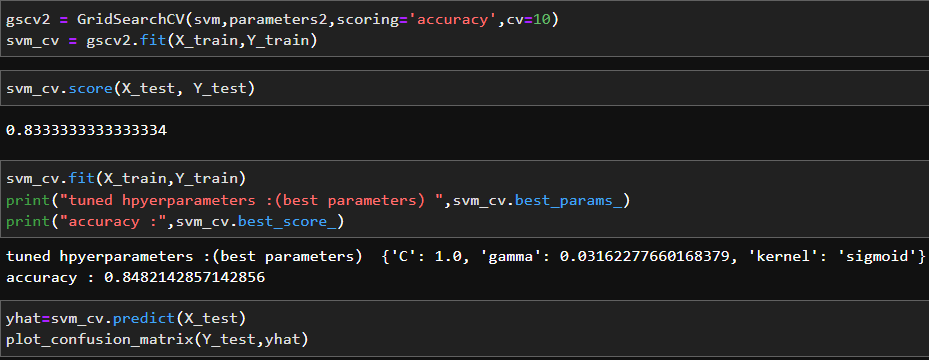 gscv2 = GridSearchCV(svm,parameters2,scoring='accuracy',cv=10)
svm_cv = gscv2.fit(X_train,Y_train)
svm_cv.score(X_test, Y_test)
0.8333333333333334
svm_cv.fit(X_train,Y_train)
print("tuned hpyerparameters :(best parameters) ",svm_cv.best_params_)
print("accuracy :",svm_cv.best_score_)
tuned hpyerparameters :(best parameters)  {'C': 1.0, 'gamma': 0.03162277660168379, 'kernel': 'sigmoid'}
accuracy : 0.8482142857142856
yhat=svm_cv.predict(X_test)
plot_confusion_matrix(Y_test,yhat)